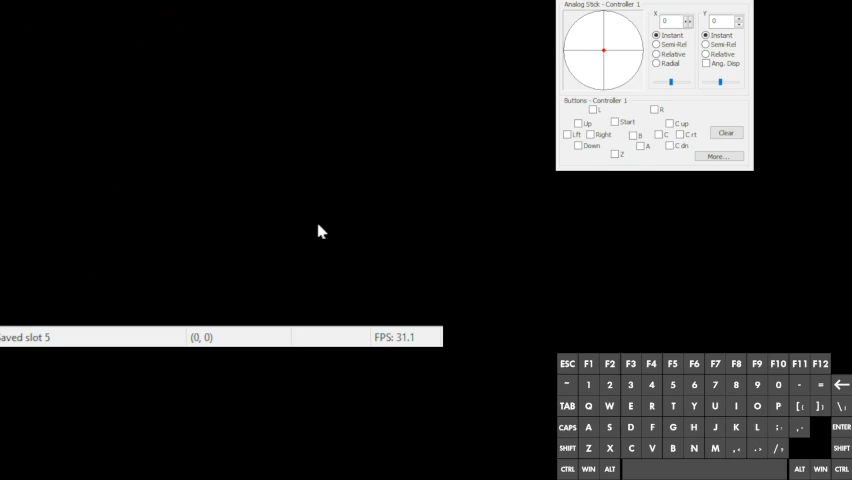 Analog Stick - Controller 1
X
Y
0
0
Instant
Instant
Semi-Rel
Semi-Rel
Relative
Relative
Radial
Ang. Disp
Buttons - Controller 1
L
R
Up
Start
C up
Lft
Right
B
C
C rt
Clear
Down
A
C dn
Z
More...
Saved slot 5
(0, 0)
FPS: 31.1
ESC F1 F2 F3 F4 F5 F6 F7 F8 F9 F10 F11 F12
~ 1 2 3 4 5 6 7 8 9 0 - =
TAB Q W E R T Y U I O P [{ ]} \|
CAPS A S D F G H J K L ;: ,. ENTER
SHIFT Z X C V B N M ,< .> /? SHIFT
CTRL WIN ALT ALT WIN CTRL